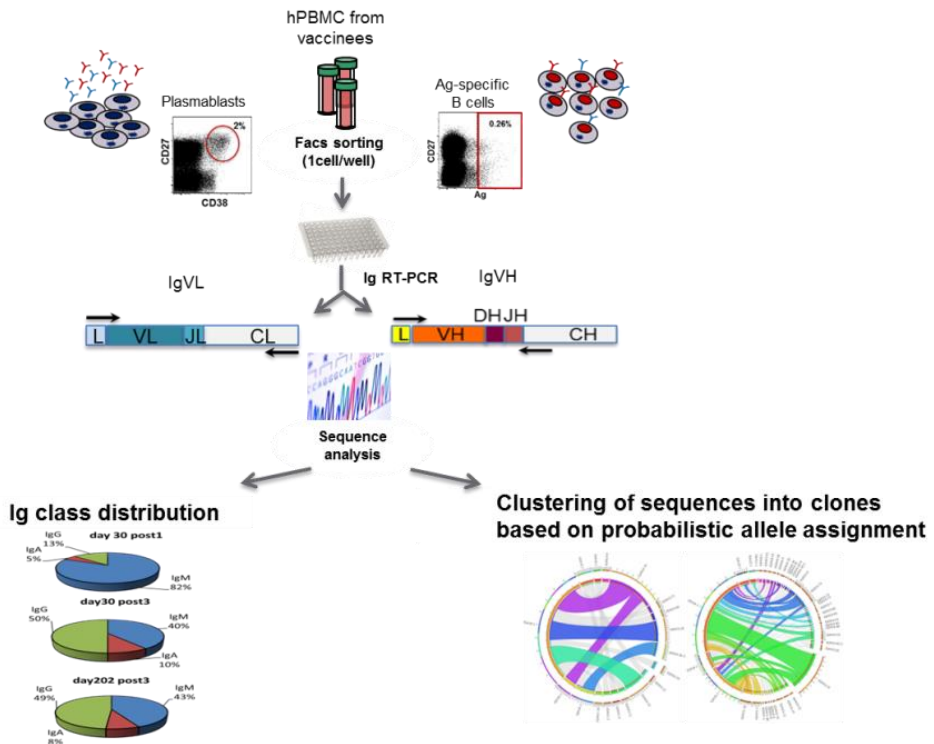 hPBMC from
vaccinees
Plasmablasts
2%
CD27
CD38
Facs sorting
(1cell/well)
Ag-specific
B cells
0.26%
CD27
Ag
Ig RT-PCR
IgVL
IgVH
L
VL
JL
CL
DH
JH
L
VH
CH
Sequence
analysis
Ig class distribution
day 30 post1
IgG
13%
IgA
5%
IgM
82%
day30 post3
IgG
50%
IgM
40%
IgA
10%
day202 post3
IgG
49%
IgM
43%
IgA
8%
Clustering of sequences into clones
based on probabilistic allele assignment